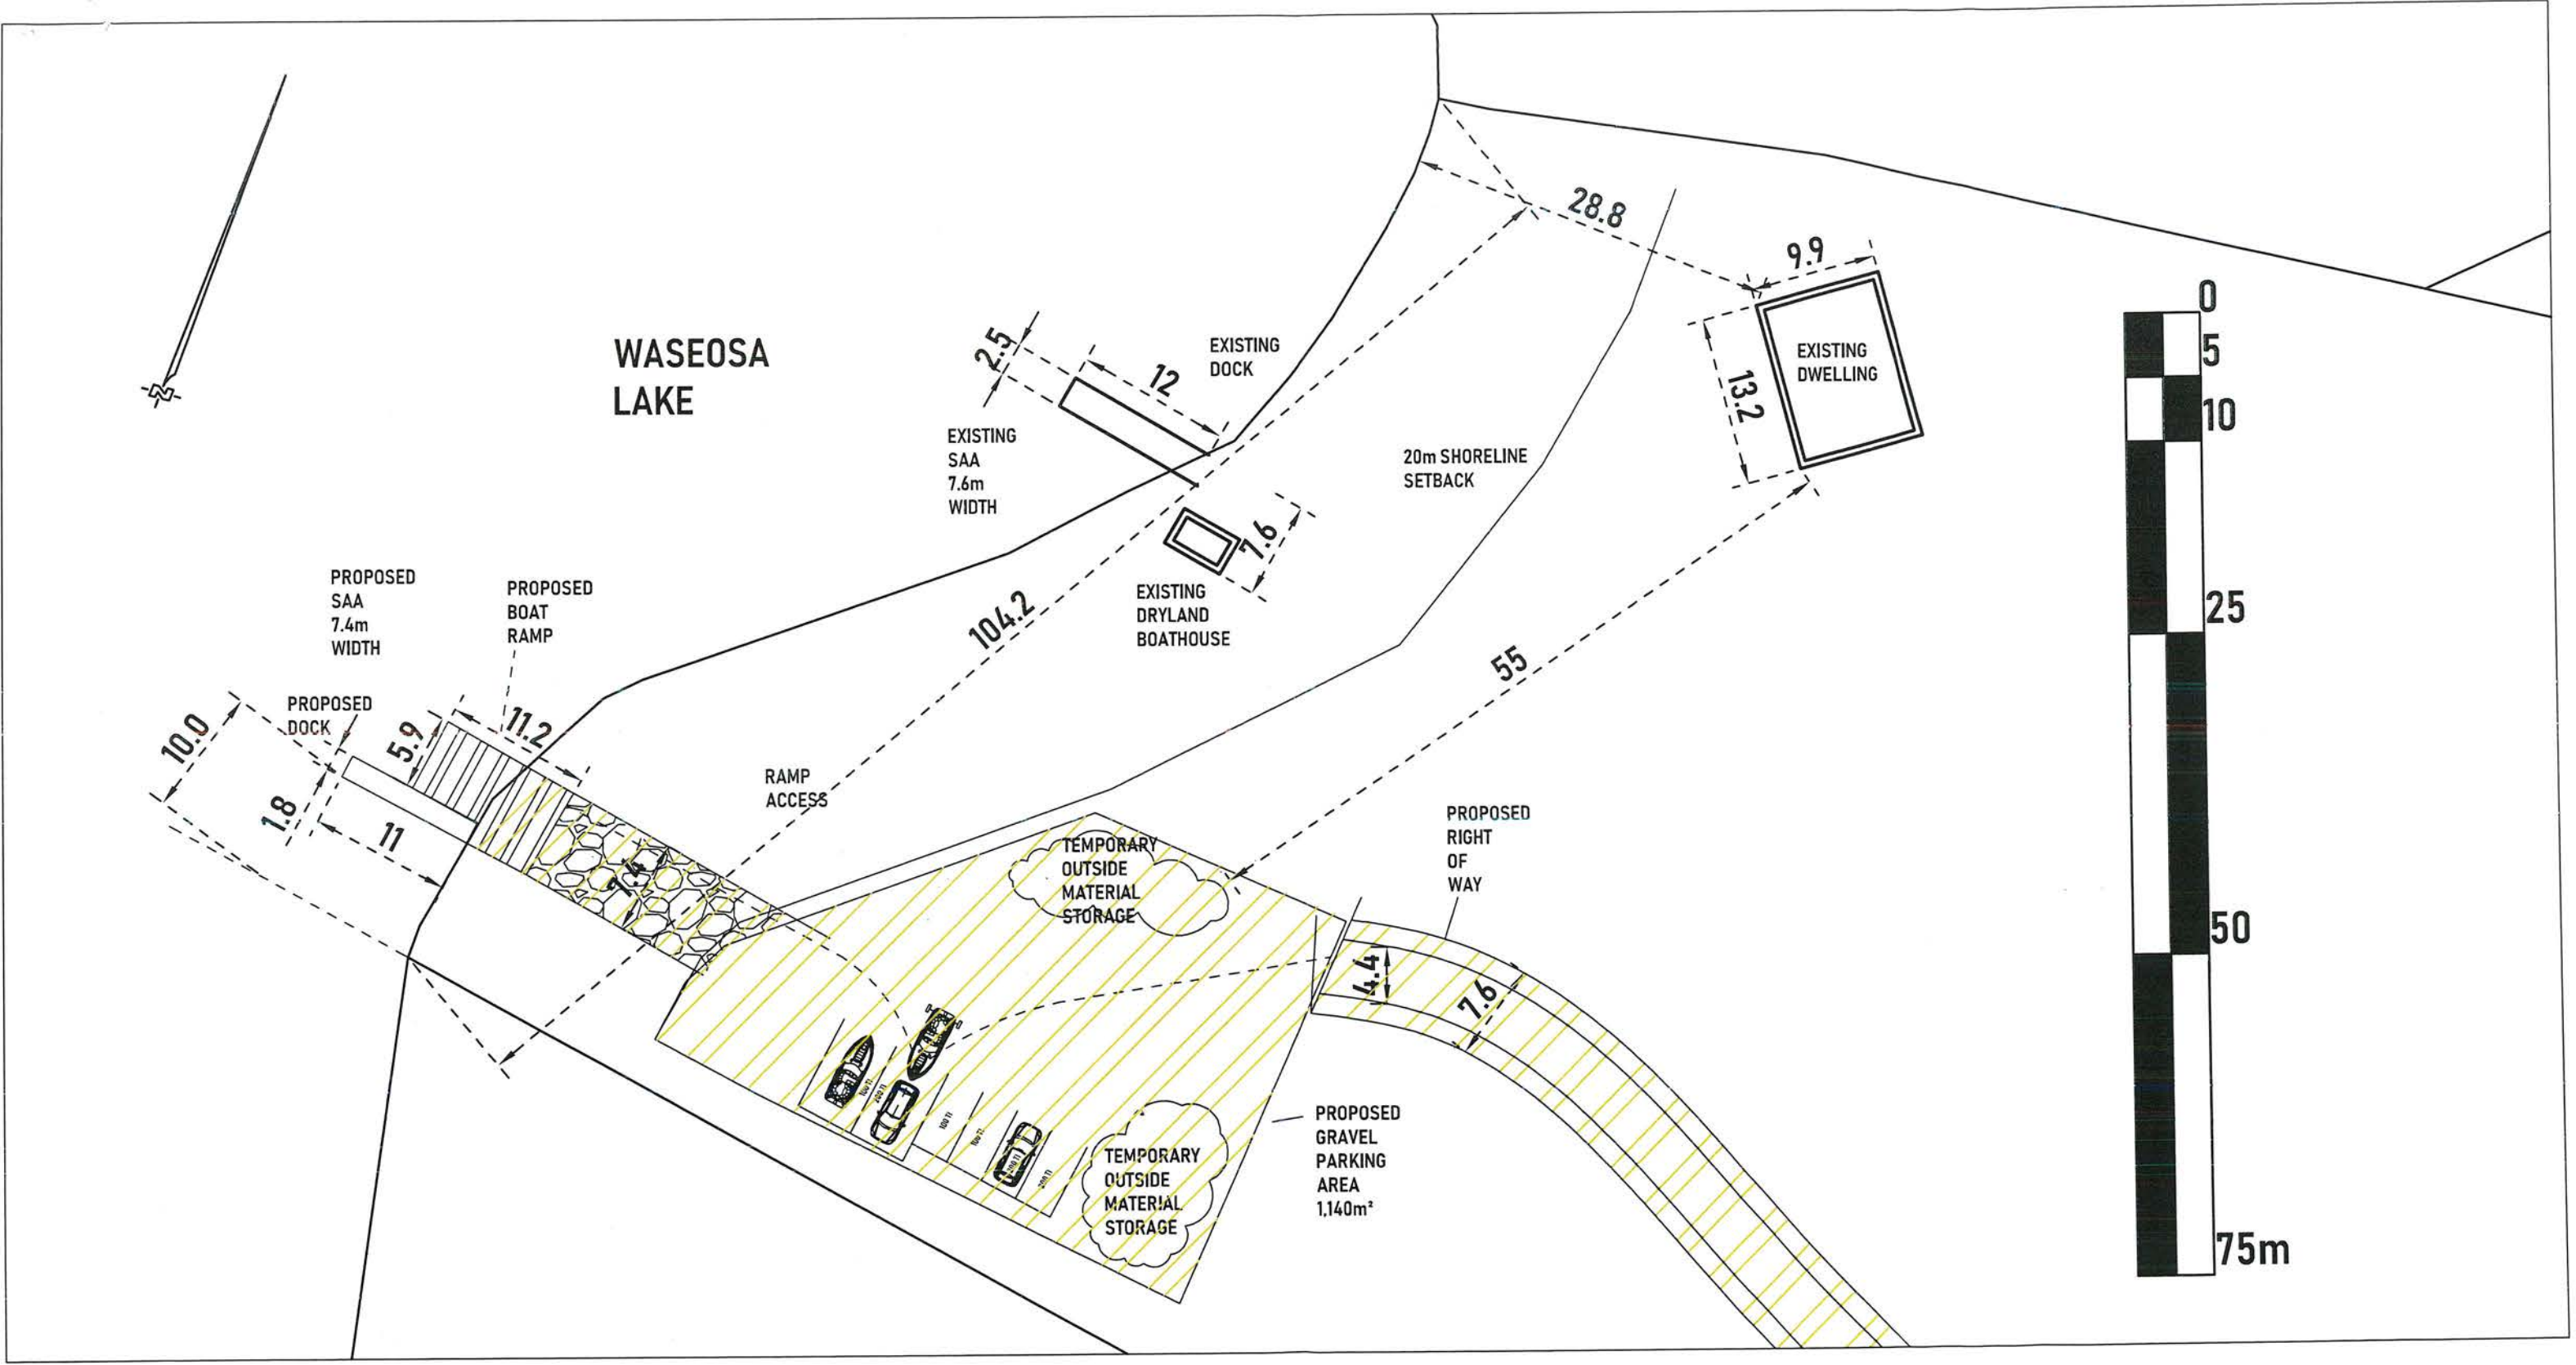 28.8
9.9
0
5
10
25
50
75m
EXISTING
DWELLING
13.2
WASEOSA
LAKE
2.5
12
EXISTING
DOCK
EXISTING
SAA
7.6m
WIDTH
20m SHORELINE
SETBACK
7.6
EXISTING
DRYLAND
BOATHOUSE
104.2
55
PROPOSED
SAA
7.4m
WIDTH
PROPOSED
BOAT
RAMP
PROPOSED
DOCK
10.0
5.9
11.2
1.8
11
RAMP
ACCESS
7.4
TEMPORARY
OUTSIDE
MATERIAL
STORAGE
PROPOSED
RIGHT
OF
WAY
4.4
7.6
TEMPORARY
OUTSIDE
MATERIAL
STORAGE
PROPOSED
GRAVEL
PARKING
AREA
1,140m²
N